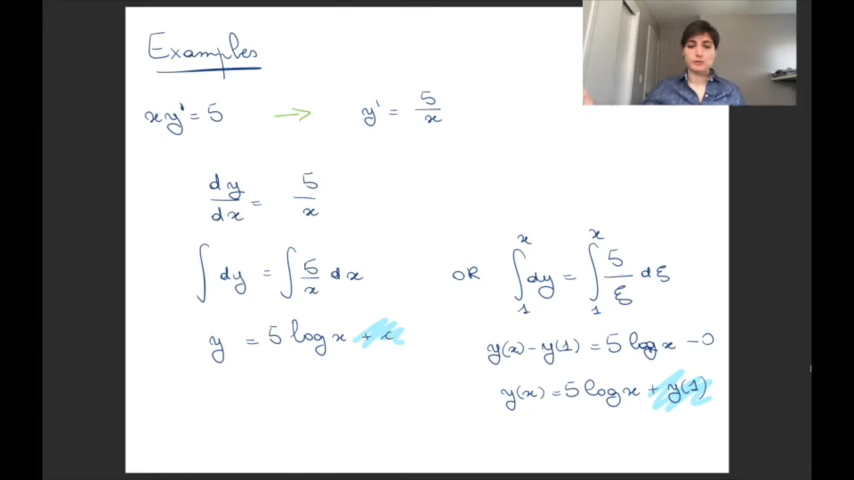 Examples
xy' = 5 → y' = 5/x
dy/dx = 5/x
∫ dy = ∫ 5/x dx OR ∫₁ˣ dy = ∫₁ˣ 5/ξ dξ
y = 5 log x + c
y(x) - y(1) = 5 log x - 0
y(x) = 5 log x + y(1)